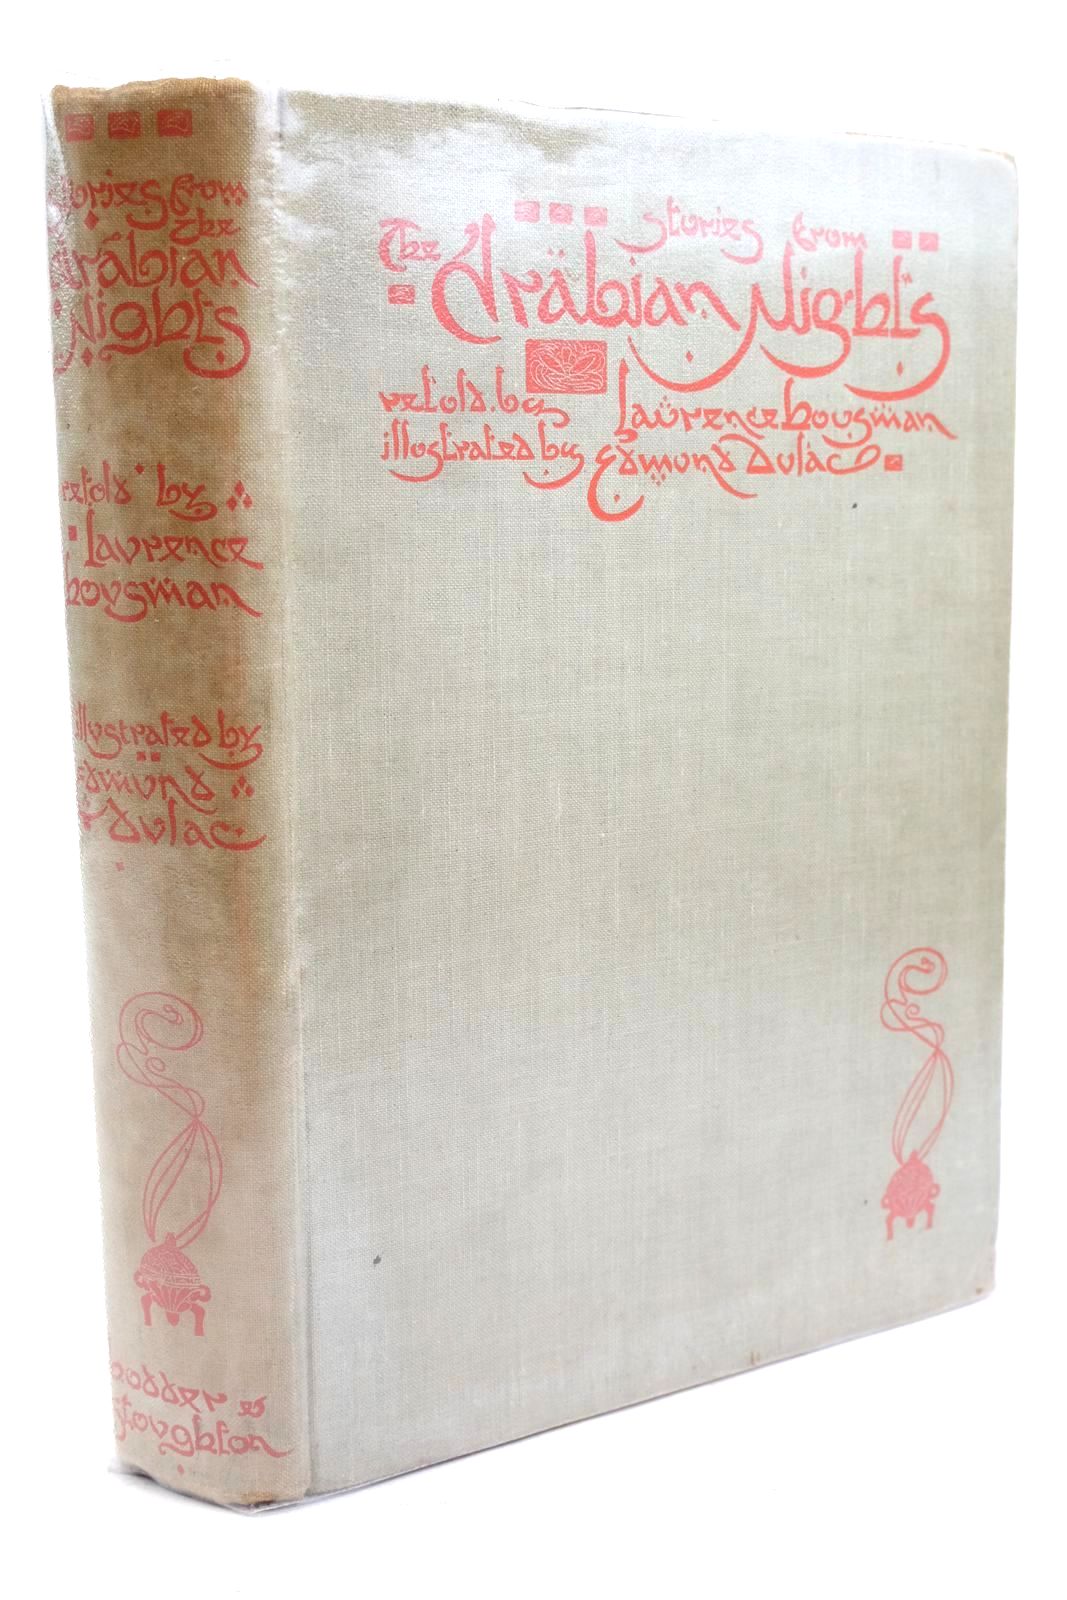 Stories from
the
Arabian
Nights
retold by
Laurence
Housman
illustrated by
Edmund
Dulac
Hodder &
Stoughton
Stories from
The Arabian Nights
retold by Laurence Housman
illustrated by Edmund Dulac